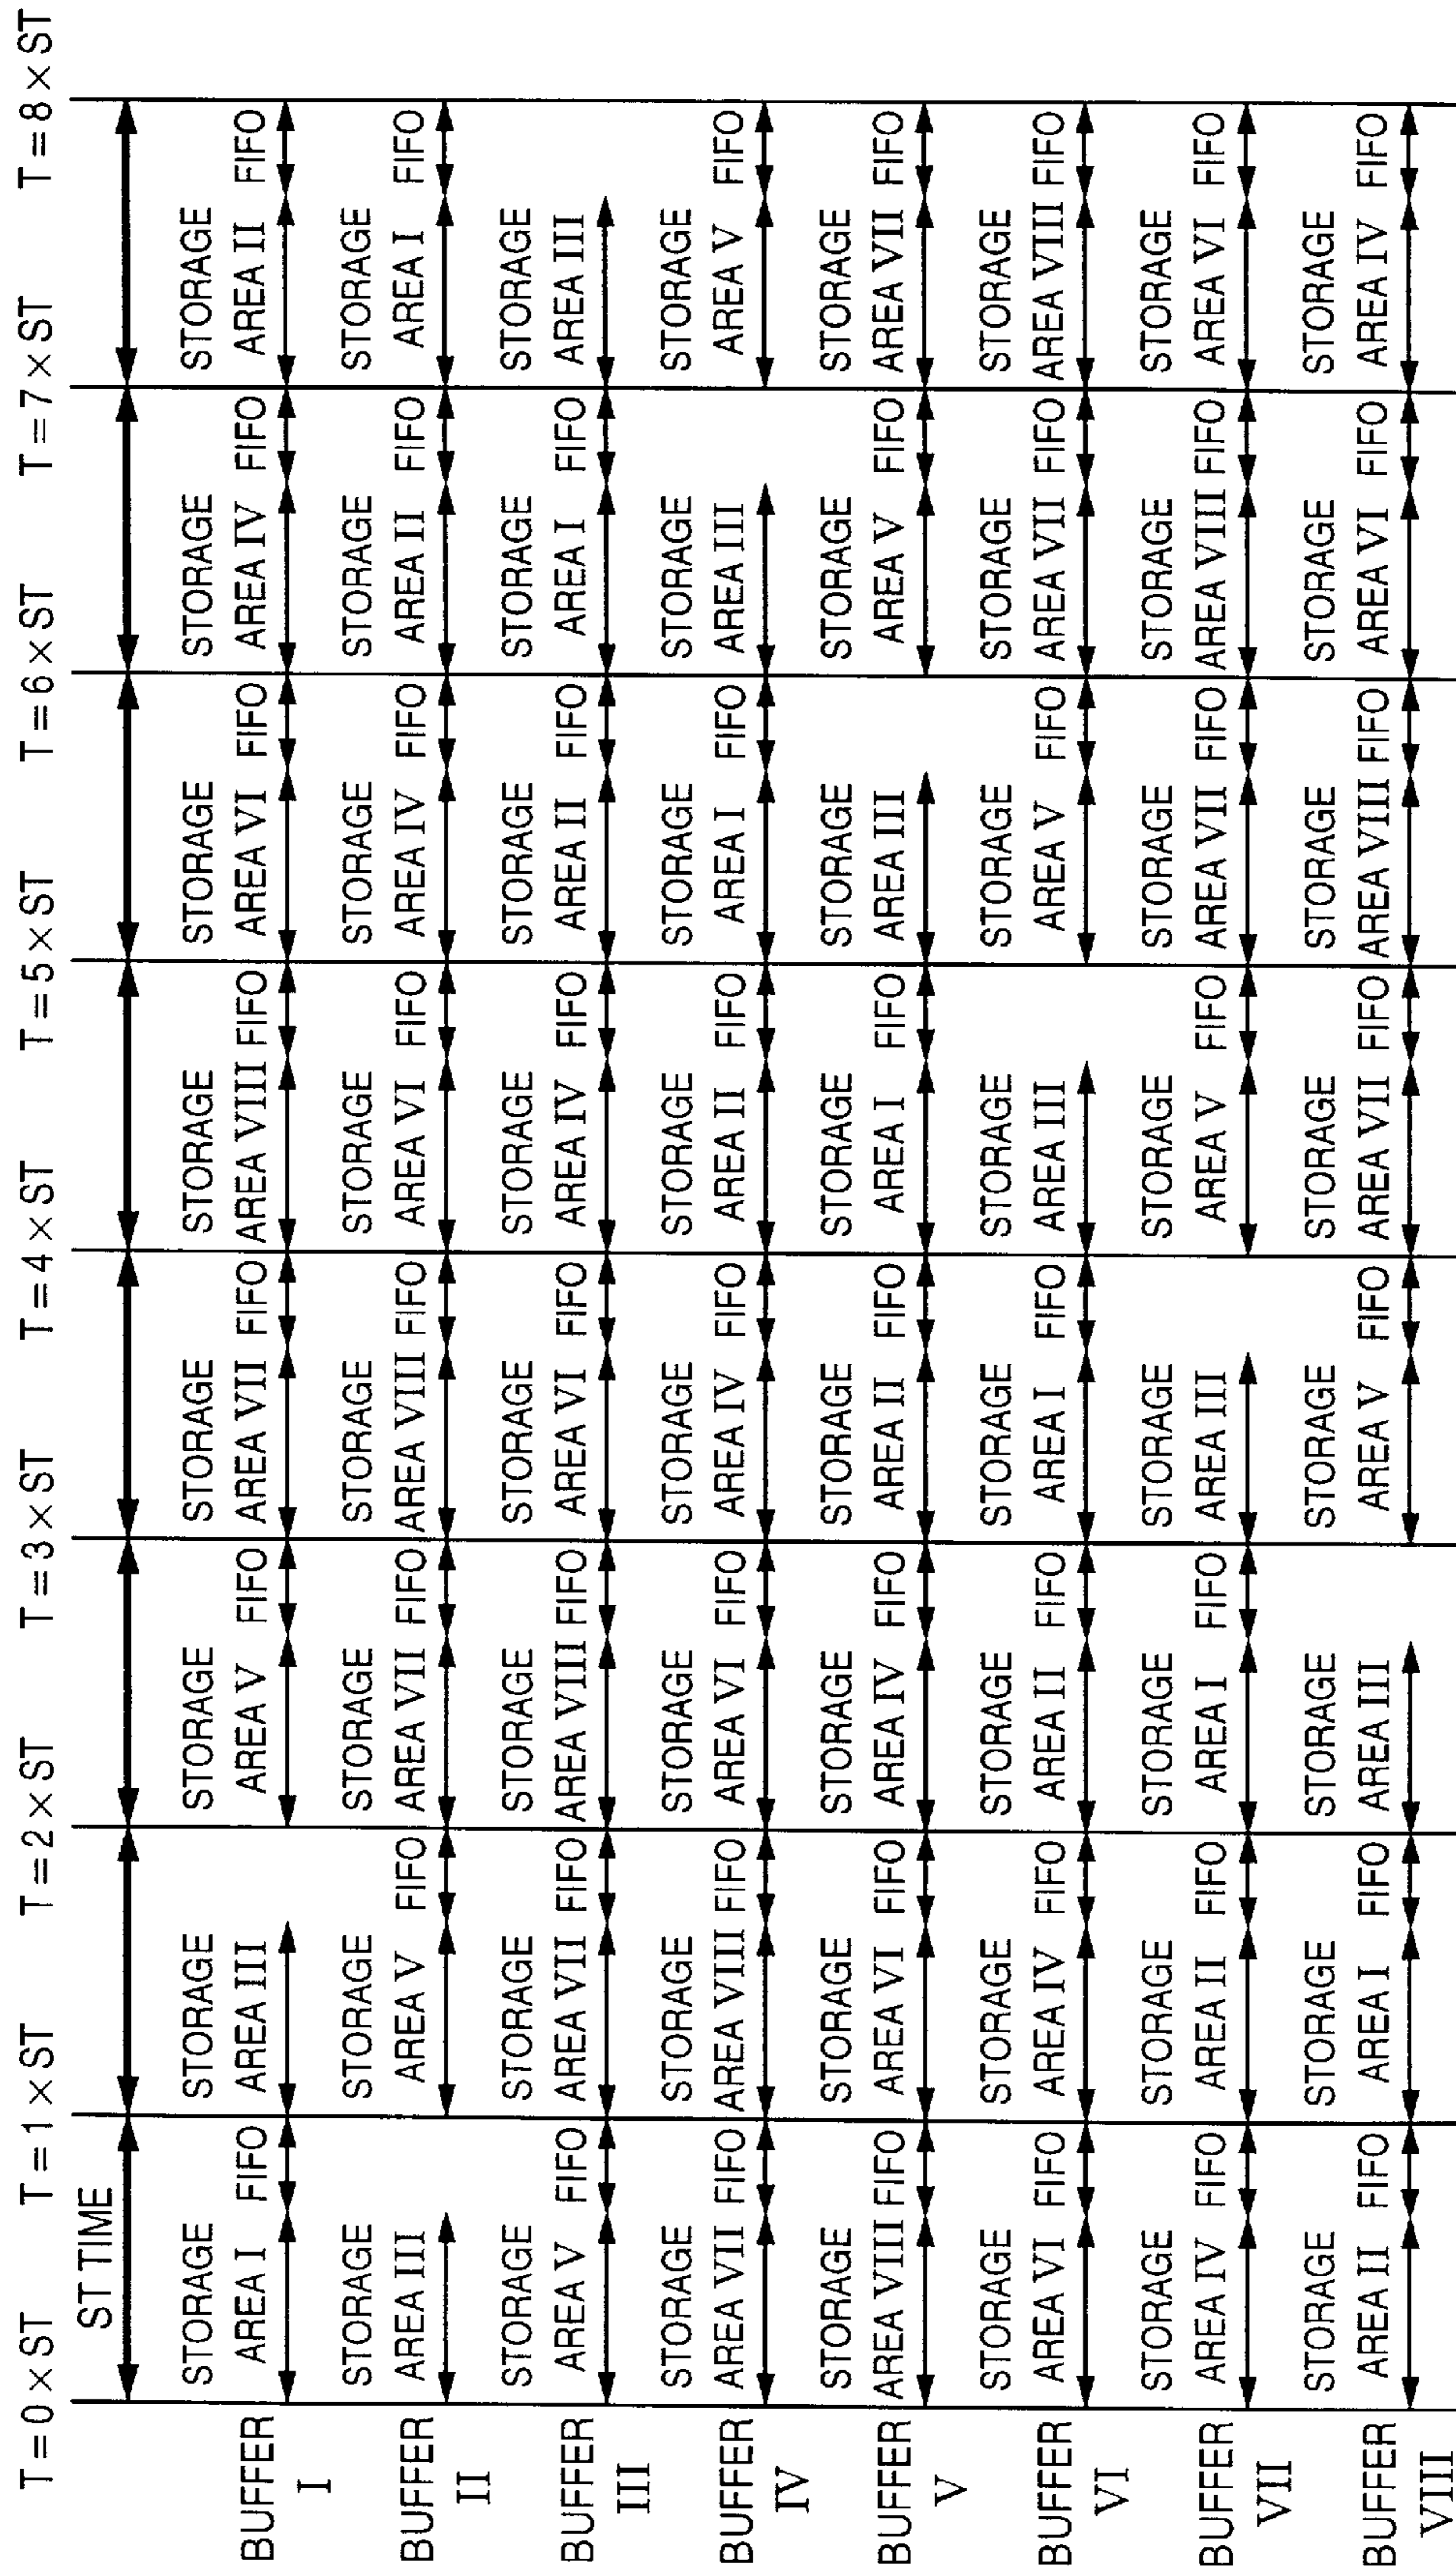 T=0×ST T=1×ST T=2×ST T=3×ST T=4×ST T=5×ST T=6×ST T=7×ST T=8×ST
ST TIME
STORAGE STORAGE STORAGE STORAGE STORAGE STORAGE STORAGE STORAGE
BUFFER AREA I FIFO AREA III AREA V FIFO AREA VII FIFO AREA VIII FIFO AREA VI FIFO AREA IV FIFO AREA II FIFO
I
STORAGE STORAGE STORAGE STORAGE STORAGE STORAGE STORAGE STORAGE
BUFFER AREA III AREA V FIFO AREA VII FIFO AREA VIII FIFO AREA VI FIFO AREA IV FIFO AREA II FIFO AREA I FIFO
II
STORAGE STORAGE STORAGE STORAGE STORAGE STORAGE STORAGE STORAGE
BUFFER AREA V FIFO AREA VII FIFO AREA VIII FIFO AREA VI FIFO AREA IV FIFO AREA II FIFO AREA I FIFO AREA III
III
STORAGE STORAGE STORAGE STORAGE STORAGE STORAGE STORAGE STORAGE
BUFFER AREA VII FIFO AREA VIII FIFO AREA VI FIFO AREA IV FIFO AREA II FIFO AREA I FIFO AREA III AREA V FIFO
IV
STORAGE STORAGE STORAGE STORAGE STORAGE STORAGE STORAGE STORAGE
BUFFER AREA VIII FIFO AREA VI FIFO AREA IV FIFO AREA II FIFO AREA I FIFO AREA III AREA V FIFO AREA VII FIFO
V
STORAGE STORAGE STORAGE STORAGE STORAGE STORAGE STORAGE STORAGE
BUFFER AREA VI FIFO AREA IV FIFO AREA II FIFO AREA I FIFO AREA III AREA V FIFO AREA VII FIFO AREA VIII FIFO
VI
STORAGE STORAGE STORAGE STORAGE STORAGE STORAGE STORAGE STORAGE
BUFFER AREA IV FIFO AREA II FIFO AREA I FIFO AREA III AREA V FIFO AREA VII FIFO AREA VIII FIFO AREA VI FIFO
VII
STORAGE STORAGE STORAGE STORAGE STORAGE STORAGE STORAGE STORAGE
BUFFER AREA II FIFO AREA I FIFO AREA III AREA V FIFO AREA VII FIFO AREA VIII FIFO AREA VI FIFO AREA IV FIFO
VIII